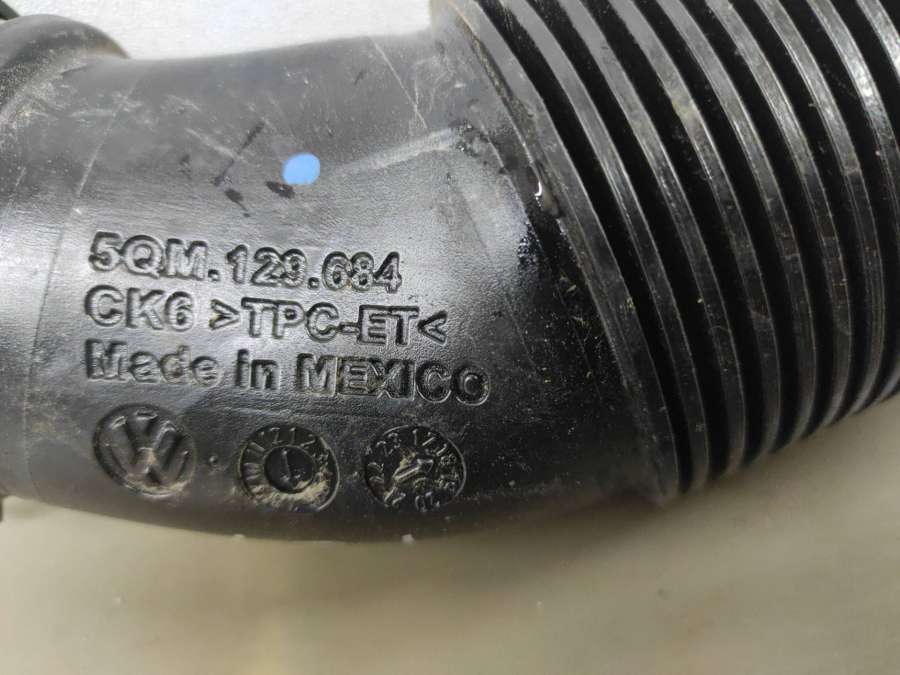 5QM.129.684
CK6 >TPC-ET<
Made in MEXICO